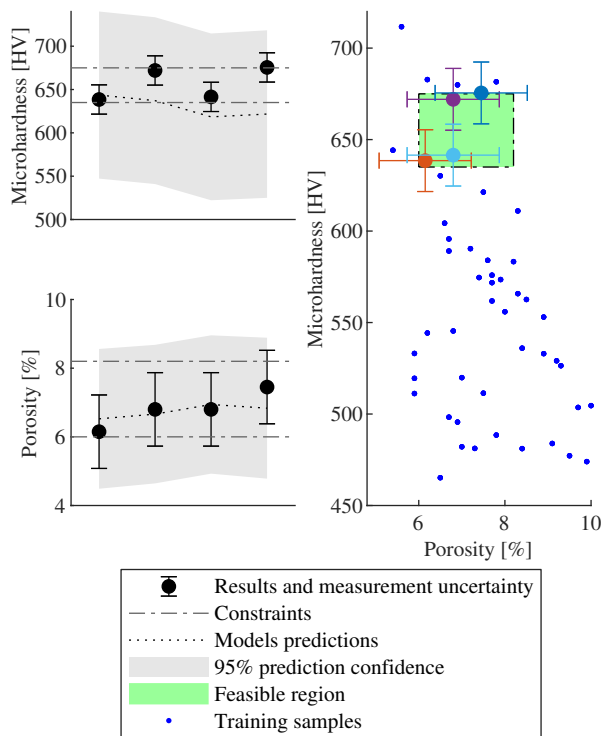 Microhardness [HV]
700
650
600
550
500
Porosity [%]
10
8
6
4
Microhardness [HV]
700
650
600
550
500
450
6
8
10
Porosity [%]
Results and measurement uncertainty
Constraints
Models predictions
95% prediction confidence
Feasible region
Training samples